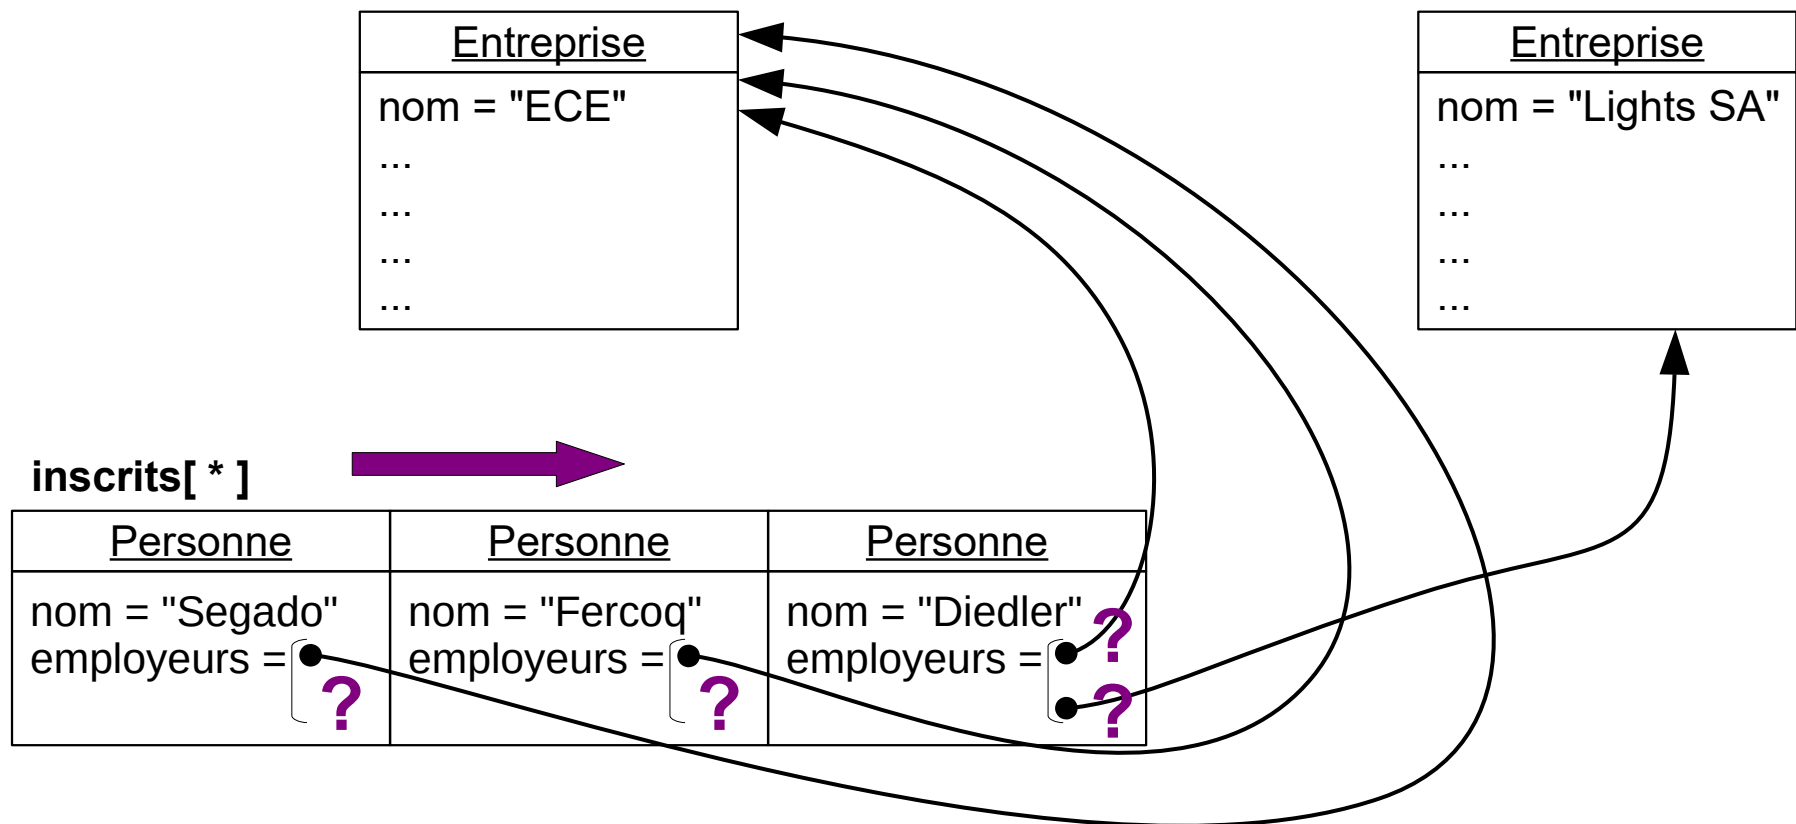 Entreprise
nom = "ECE"
...
...
...
...
Entreprise
nom = "Lights SA"
...
...
...
...
inscrits[ * ]
Personne
nom = "Segado"
employeurs =
?
Personne
nom = "Fercoq"
employeurs =
?
Personne
nom = "Diedler"
?
employeurs =
?